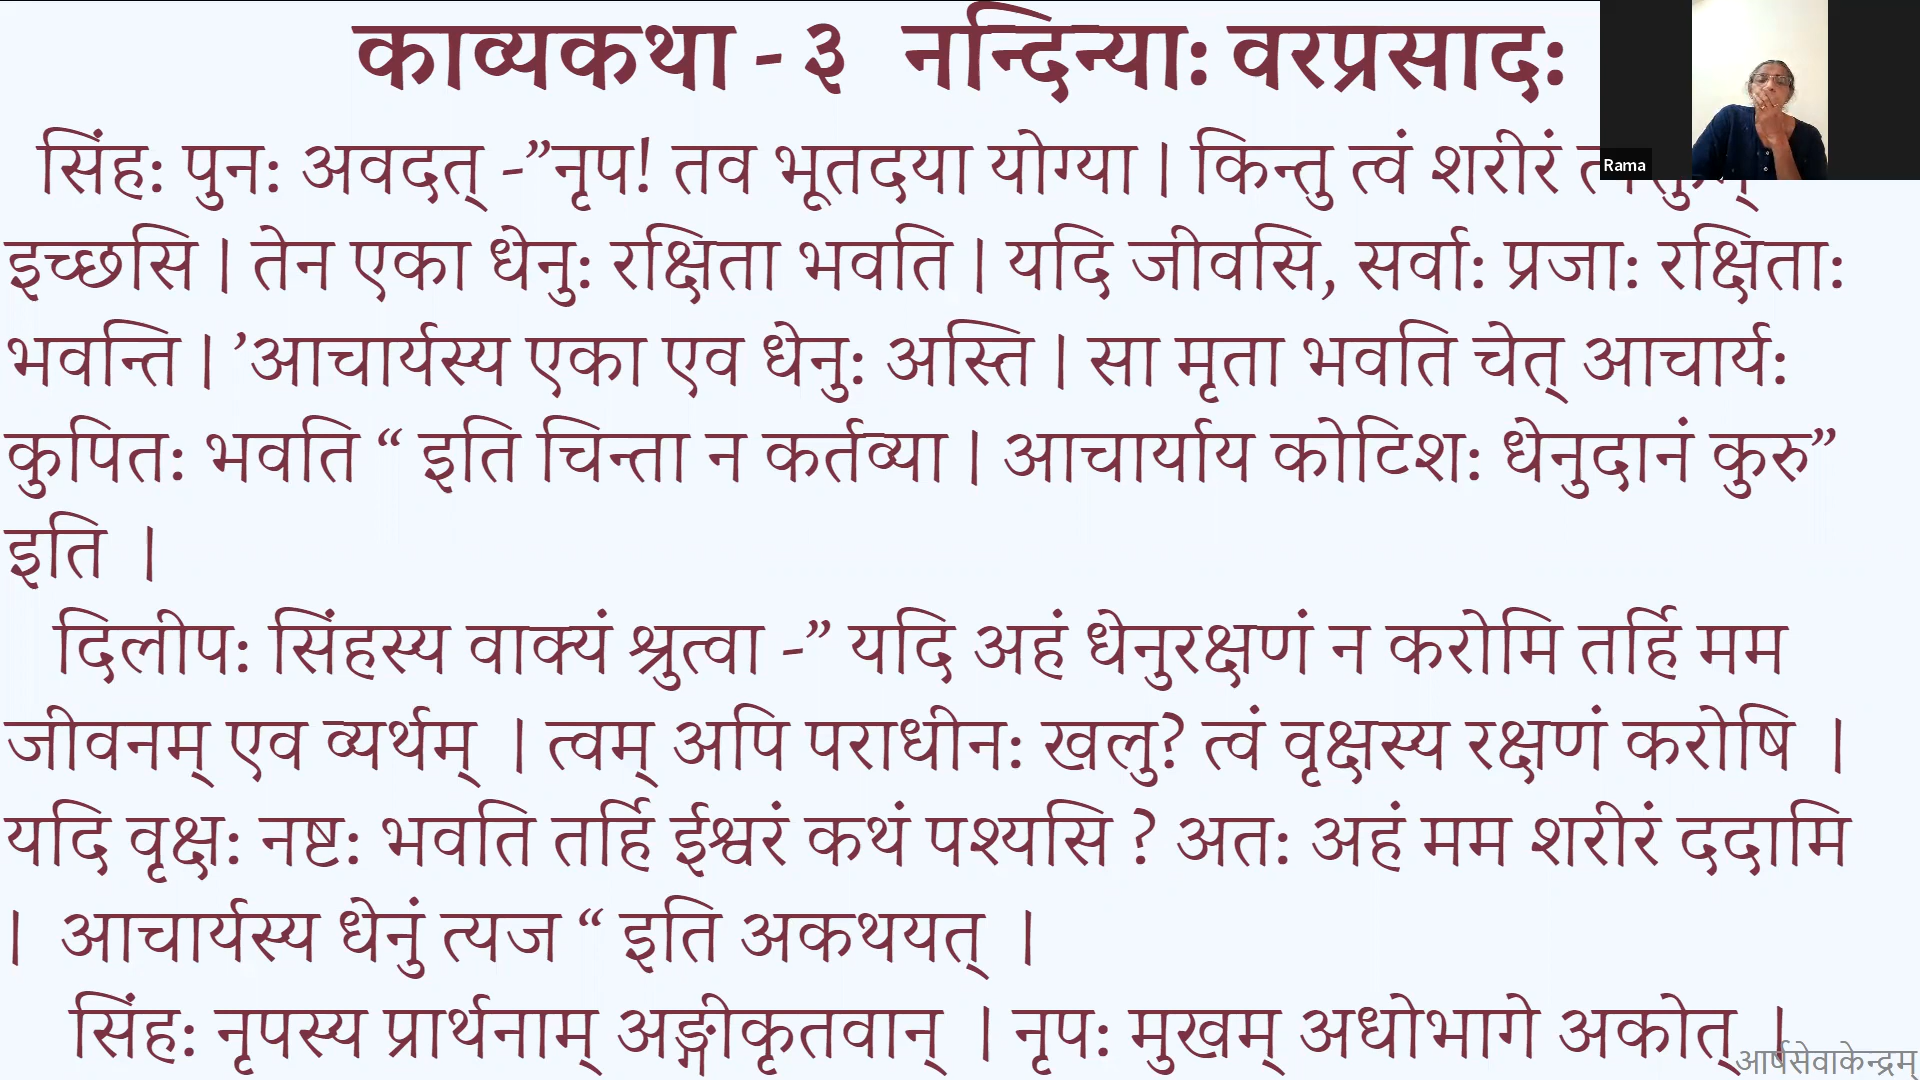 काव्यकथा - ३ नन्दिन्याः वरप्रसादः
सिंहः पुनः अवदत् -”नृप! तव भूतदया योग्या | किन्तु त्वं शरीरं
Rama
इच्छसि | तेन एका धेनुः रक्षिता भवति | यदि जीवसि, सर्वाः प्रजाः रक्षिताः
भवन्ति | ’आचार्यस्य एका एव धेनुः अस्ति | सा मृता भवति चेत् आचार्यः
कुपितः भवति “ इति चिन्ता न कर्तव्या | आचार्याय कोटिशः धेनुदानं कुरु”
इति |
दिलीपः सिंहस्य वाक्यं श्रुत्वा -” यदि अहं धेनुरक्षणं न करोमि तर्हि मम
जीवनम् एव व्यर्थम् | त्वम् अपि पराधीनः खलु? त्वं वृक्षस्य रक्षणं करोषि |
यदि वृक्षः नष्टः भवति तर्हि ईश्वरं कथं पश्यसि ? अतः अहं मम शरीरं ददामि
| आचार्यस्य धेनुं त्यज “ इति अकथयत् |
सिंहः नृपस्य प्रार्थनाम् अङ्गीकृतवान् | नृपः मुखम् अधोभागे अकोत् |
आर्षसेवाकेन्द्रम्